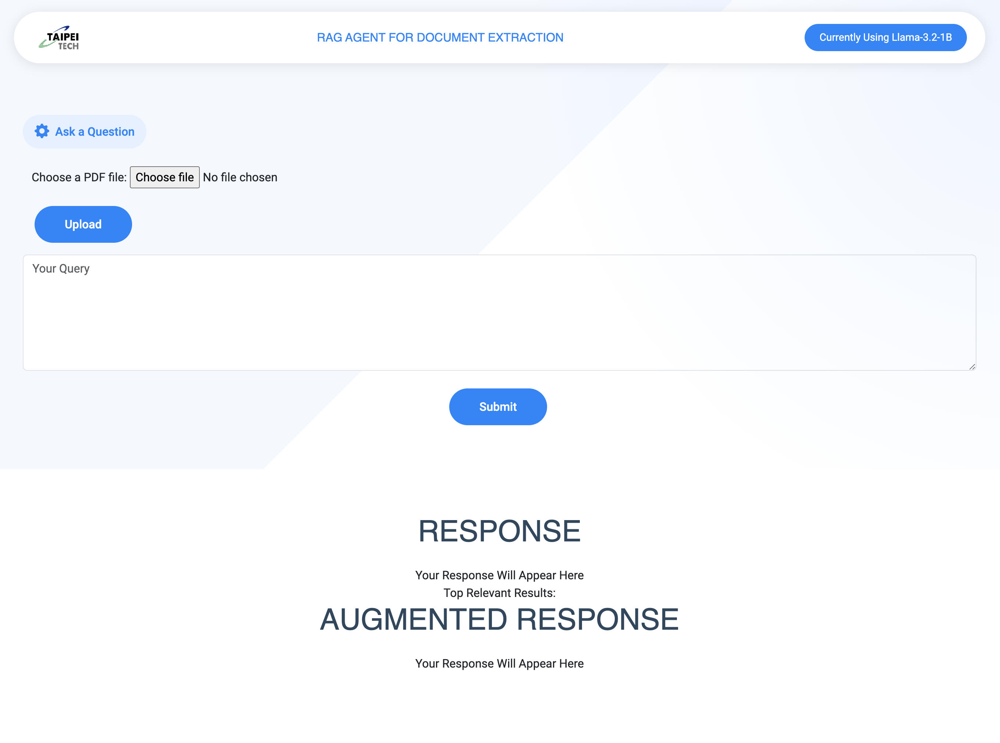 TAIPEI
TECH
RAG AGENT FOR DOCUMENT EXTRACTION
Currently Using Llama-3.2-1B
Ask a Question
Choose a PDF file: Choose file No file chosen
Upload
Your Query
Submit
RESPONSE
Your Response Will Appear Here
Top Relevant Results:
AUGMENTED RESPONSE
Your Response Will Appear Here